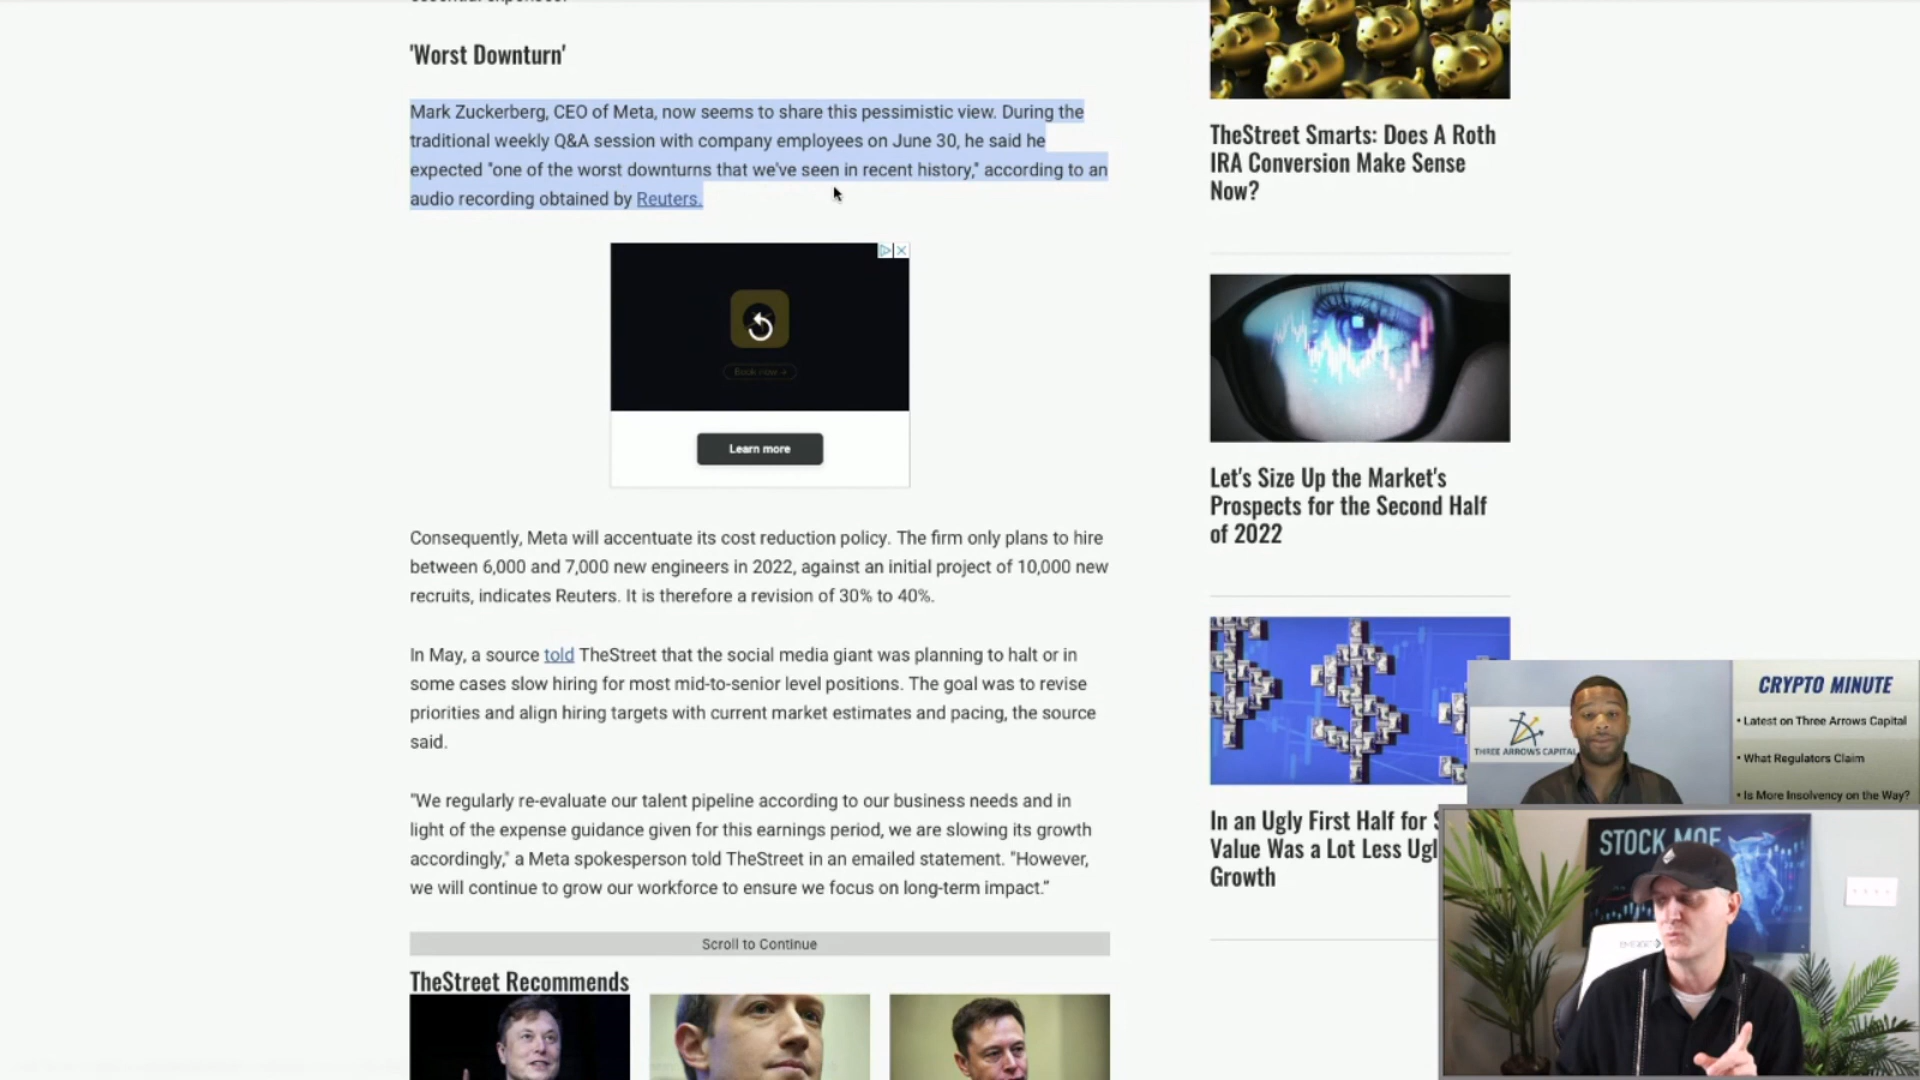 'Worst Downturn'
Mark Zuckerberg, CEO of Meta, now seems to share this pessimistic view. During the
traditional weekly Q&A session with company employees on June 30, he said he
expected "one of the worst downturns that we've seen in recent history," according to an
audio recording obtained by Reuters.
Book now →
Learn more
Consequently, Meta will accentuate its cost reduction policy. The firm only plans to hire
between 6,000 and 7,000 new engineers in 2022, against an initial project of 10,000 new
recruits, indicates Reuters. It is therefore a revision of 30% to 40%.
In May, a source told TheStreet that the social media giant was planning to halt or in
some cases slow hiring for most mid-to-senior level positions. The goal was to revise
priorities and align hiring targets with current market estimates and pacing, the source
said.
"We regularly re-evaluate our talent pipeline according to our business needs and in
light of the expense guidance given for this earnings period, we are slowing its growth
accordingly," a Meta spokesperson told TheStreet in an emailed statement. "However,
we will continue to grow our workforce to ensure we focus on long-term impact."
Scroll to Continue
TheStreet Recommends
TheStreet Smarts: Does A Roth
IRA Conversion Make Sense
Now?
Let's Size Up the Market's
Prospects for the Second Half
of 2022
In an Ugly First Half for
Value Was a Lot Less Ugl
Growth
THREE ARROWS CAPITAL
CRYPTO MINUTE
• Latest on Three Arrows Capital
• What Regulators Claim
• Is More Insolvency on the Way?
STOCK MOE